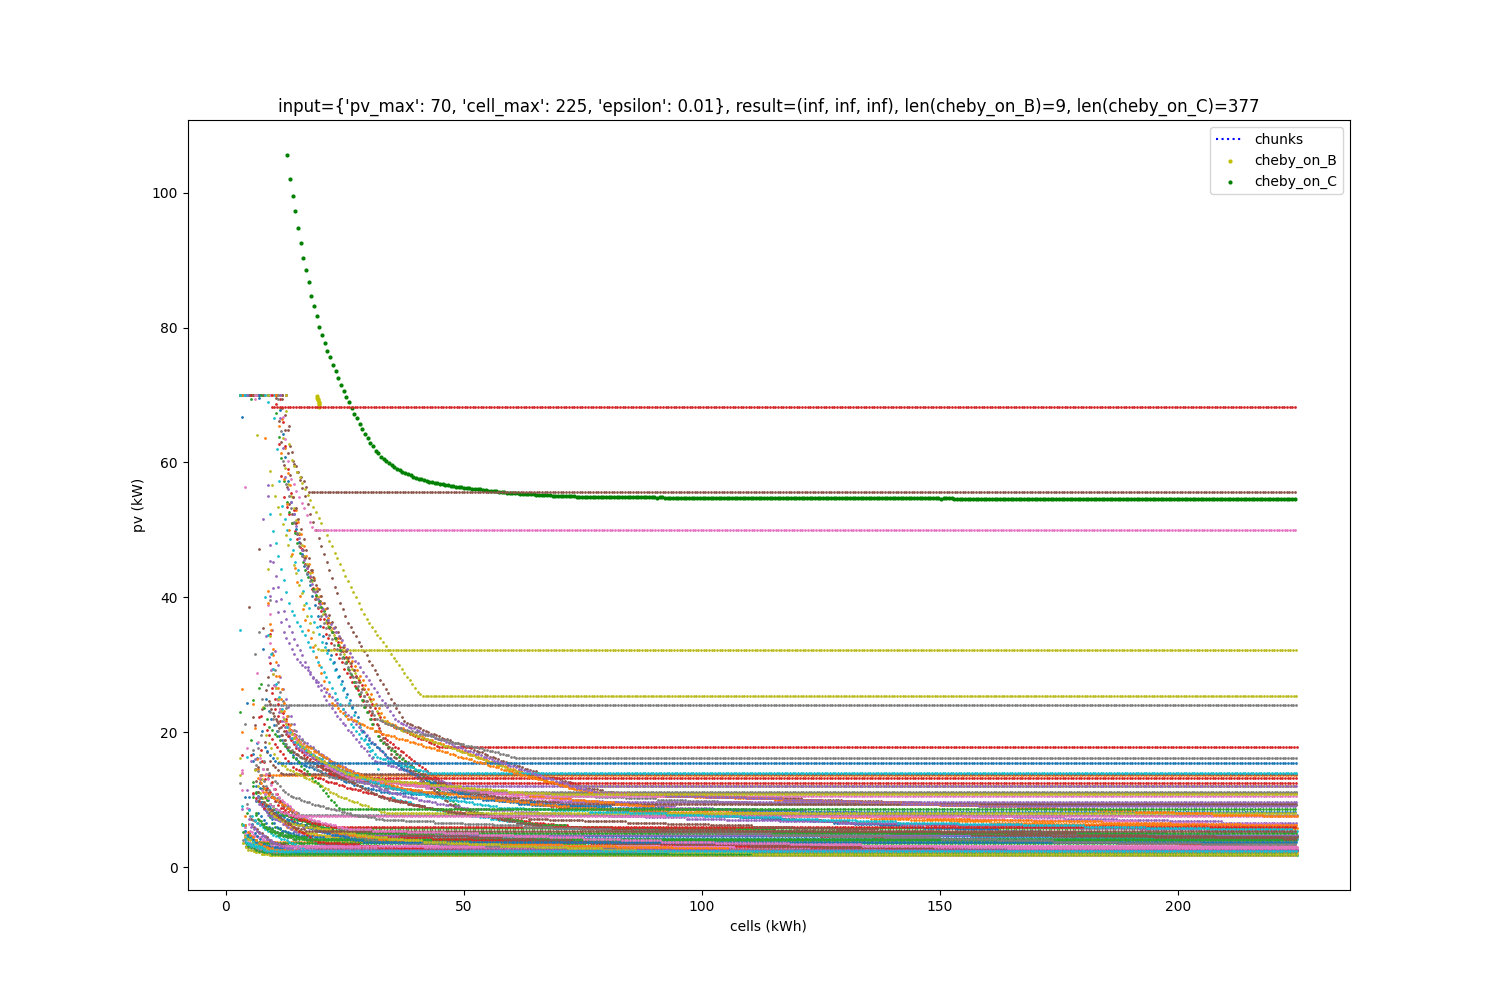 input={'pv_max': 70, 'cell_max': 225, 'epsilon': 0.01}, result=(inf, inf, inf), len(cheby_on_B)=9, len(cheby_on_C)=377
chunks
cheby_on_B
cheby_on_C
100
80
60
40
20
0
pv (kW)
0 50 100 150 200
cells (kWh)